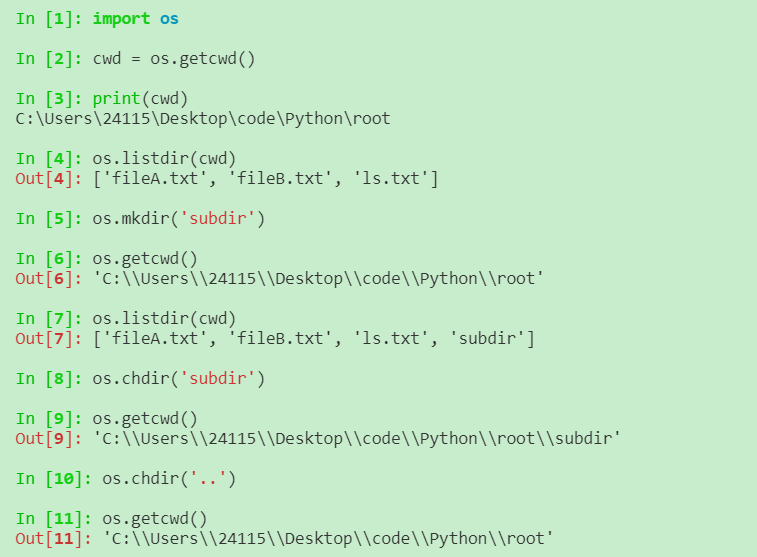 In [1]: import os
In [2]: cwd = os.getcwd()
In [3]: print(cwd)
C:\Users\24115\Desktop\code\Python\root
In [4]: os.listdir(cwd)
Out[4]: ['fileA.txt', 'fileB.txt', 'ls.txt']
In [5]: os.mkdir('subdir')
In [6]: os.getcwd()
Out[6]: 'C:\\Users\\24115\\Desktop\\code\\Python\\root'
In [7]: os.listdir(cwd)
Out[7]: ['fileA.txt', 'fileB.txt', 'ls.txt', 'subdir']
In [8]: os.chdir('subdir')
In [9]: os.getcwd()
Out[9]: 'C:\\Users\\24115\\Desktop\\code\\Python\\root\\subdir'
In [10]: os.chdir('..')
In [11]: os.getcwd()
Out[11]: 'C:\\Users\\24115\\Desktop\\code\\Python\\root'